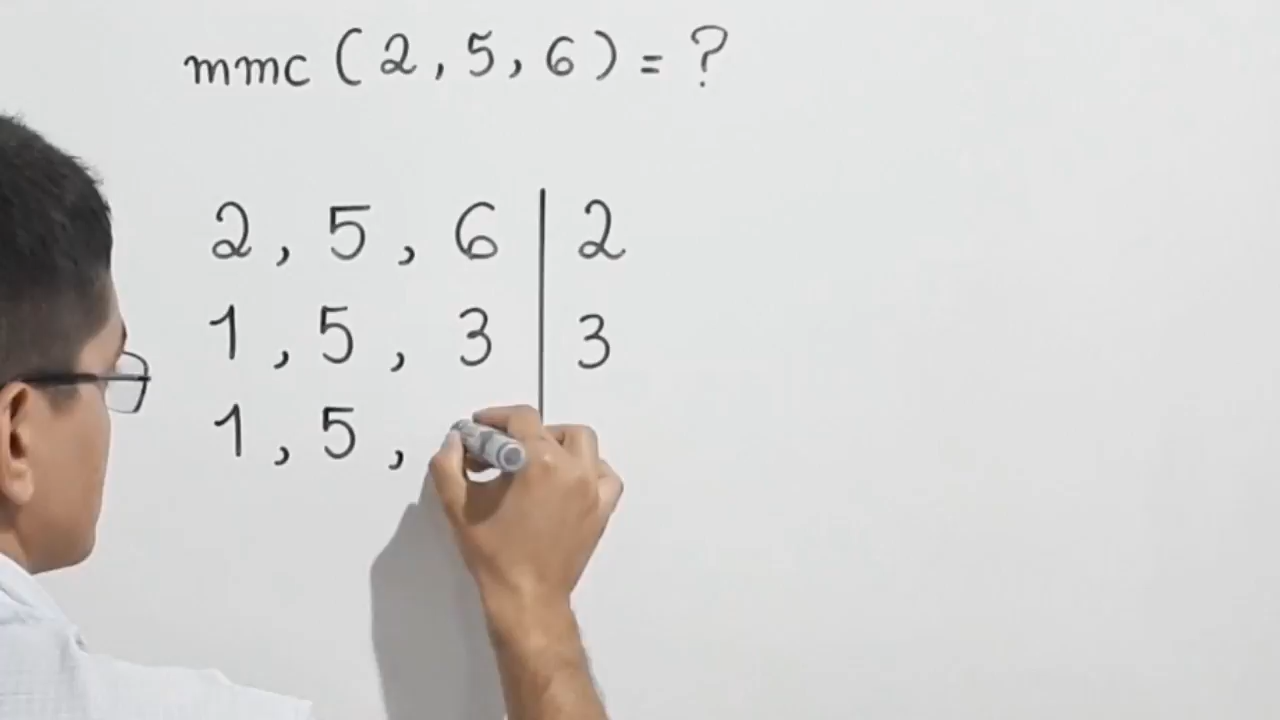 mmc (2, 5, 6) = ?
2, 5, 6 | 2
1, 5, 3 | 3
1, 5,